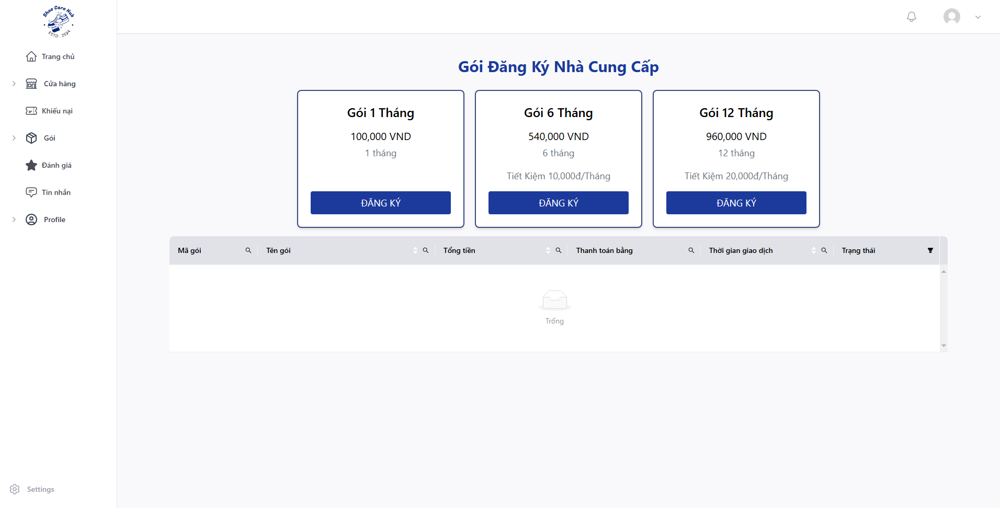 Shoe Care Hub
ESTD . 2024
Trang chủ
Cửa hàng
Khiếu nại
Gói
Đánh giá
Tin nhắn
Profile
Settings
Gói Đăng Ký Nhà Cung Cấp
Gói 1 Tháng
100,000 VND
1 tháng
ĐĂNG KÝ
Gói 6 Tháng
540,000 VND
6 tháng
Tiết Kiệm 10,000đ/Tháng
ĐĂNG KÝ
Gói 12 Tháng
960,000 VND
12 tháng
Tiết Kiệm 20,000đ/Tháng
ĐĂNG KÝ
Mã gói Tên gói Tổng tiền Thanh toán bằng Thời gian giao dịch Trạng thái
Trống